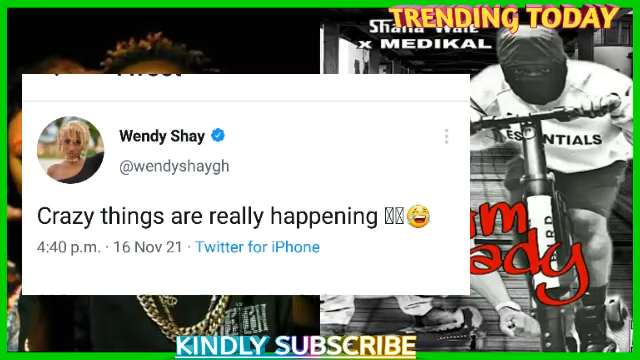 TRENDING TODAY
Shatta Wale
x MEDIKAL
Tweet
Wendy Shay
@wendyshaygh
Crazy things are really happening 😂
4:40 p.m. · 16 Nov 21 · Twitter for iPhone
ESSENTIALS
KINDLY SUBSCRIBE